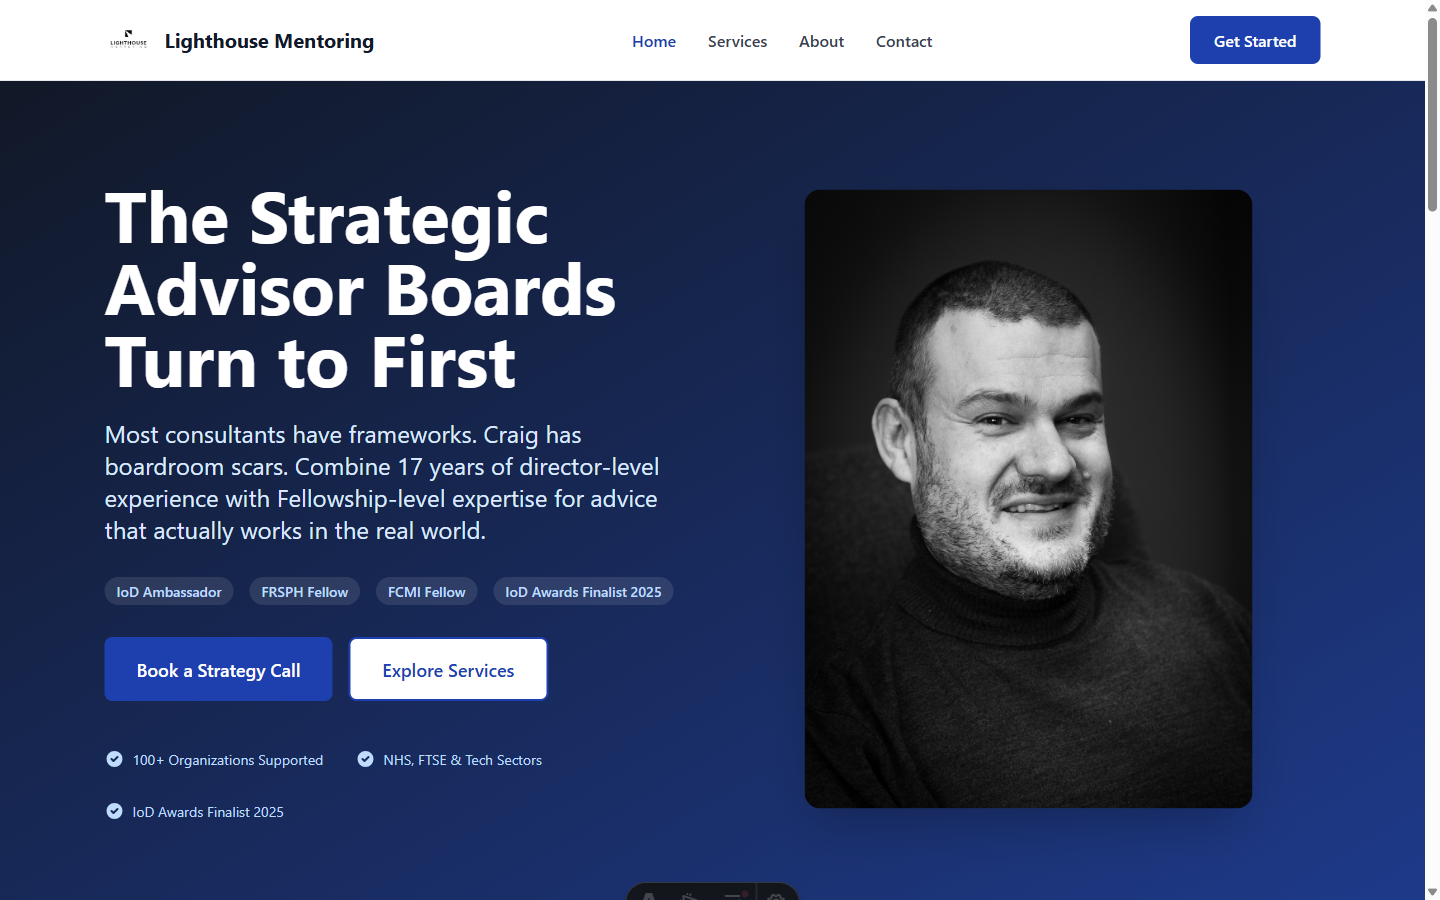 LIGHTHOUSE
Lighthouse Mentoring
Home
Services
About
Contact
Get Started
The Strategic
Advisor Boards
Turn to First
Most consultants have frameworks. Craig has
boardroom scars. Combine 17 years of director-level
experience with Fellowship-level expertise for advice
that actually works in the real world.
IoD Ambassador
FRSPH Fellow
FCMI Fellow
IoD Awards Finalist 2025
Book a Strategy Call
Explore Services
100+ Organizations Supported
NHS, FTSE & Tech Sectors
IoD Awards Finalist 2025